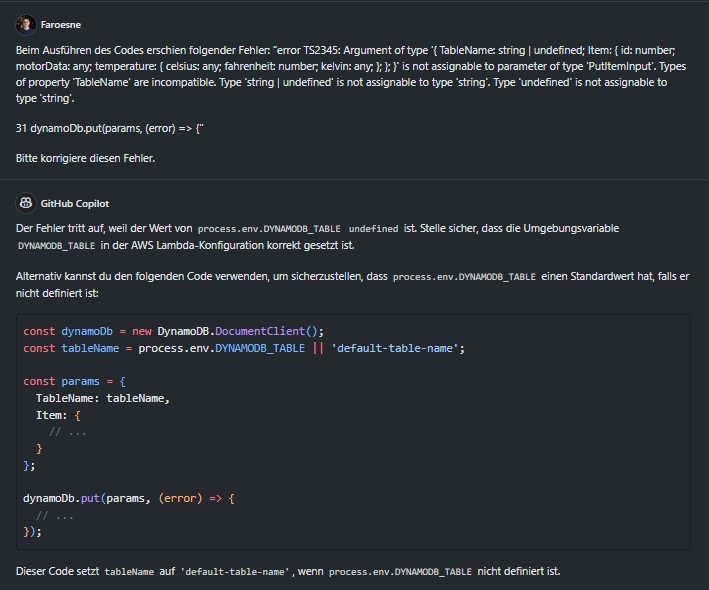 Faroesne
Beim Ausführen des Codes erschien folgender Fehler: "error TS2345: Argument of type '{ TableName: string | undefined; Item: { id: number;
motorData: any; temperature: { celsius: any; fahrenheit: number; kelvin: any; }; }; }' is not assignable to parameter of type 'PutItemInput'. Types
of property 'TableName' are incompatible. Type 'string | undefined' is not assignable to type 'string'. Type 'undefined' is not assignable to
type 'string'.
31 dynamoDb.put(params, (error) => {"
Bitte korrigiere diesen Fehler.
GitHub Copilot
Der Fehler tritt auf, weil der Wert von process.env.DYNAMODB_TABLE undefined ist. Stelle sicher, dass die Umgebungsvariable
DYNAMODB_TABLE in der AWS Lambda-Konfiguration korrekt gesetzt ist.
Alternativ kannst du den folgenden Code verwenden, um sicherzustellen, dass process.env.DYNAMODB_TABLE einen Standardwert hat, falls er
nicht definiert ist:
const dynamoDb = new DynamoDB.DocumentClient();
const tableName = process.env.DYNAMODB_TABLE || 'default-table-name';
const params = {
  TableName: tableName,
  Item: {
    // ...
  }
};
dynamoDb.put(params, (error) => {
  // ...
});
Dieser Code setzt tableName auf 'default-table-name', wenn process.env.DYNAMODB_TABLE nicht definiert ist.